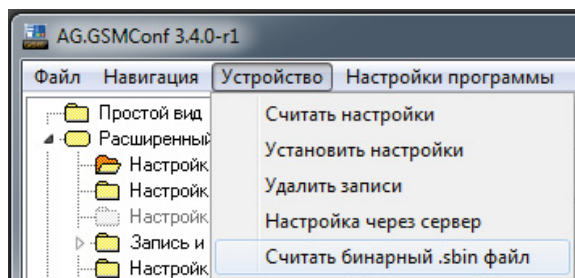 AG.GSMConf 3.4.0-r1
Файл Навигация Устройство Настройки программы
Простой вид
Расширенный
Настройк
Настройк
Настройк
Запись и
Настройк
Считать настройки
Установить настройки
Удалить записи
Настройка через сервер
Считать бинарный .sbin файл